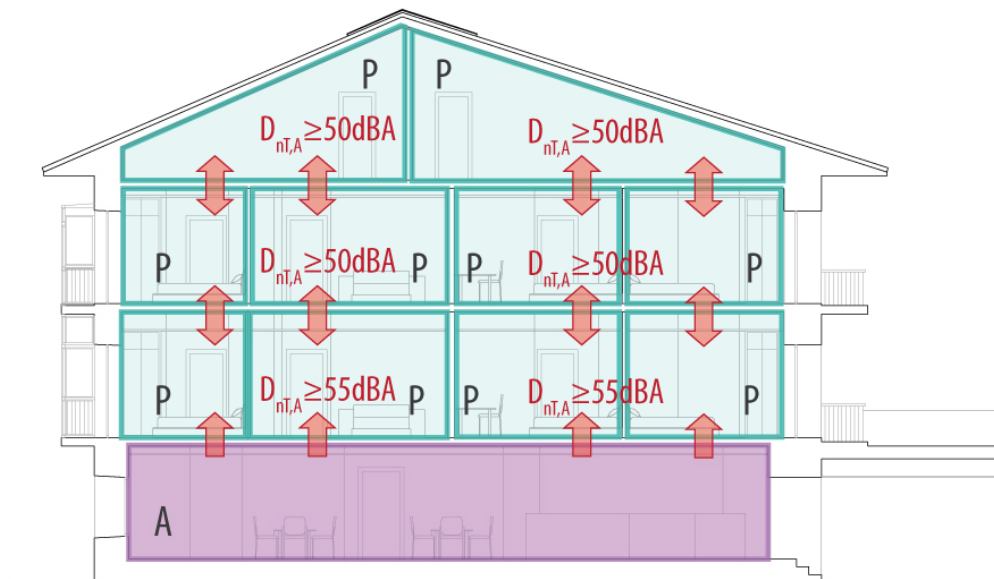 P P
DnT,A≥50dBA DnT,A≥50dBA
P DnT,A≥50dBA P P DnT,A≥50dBA P
P DnT,A≥55dBA P P DnT,A≥55dBA P
A